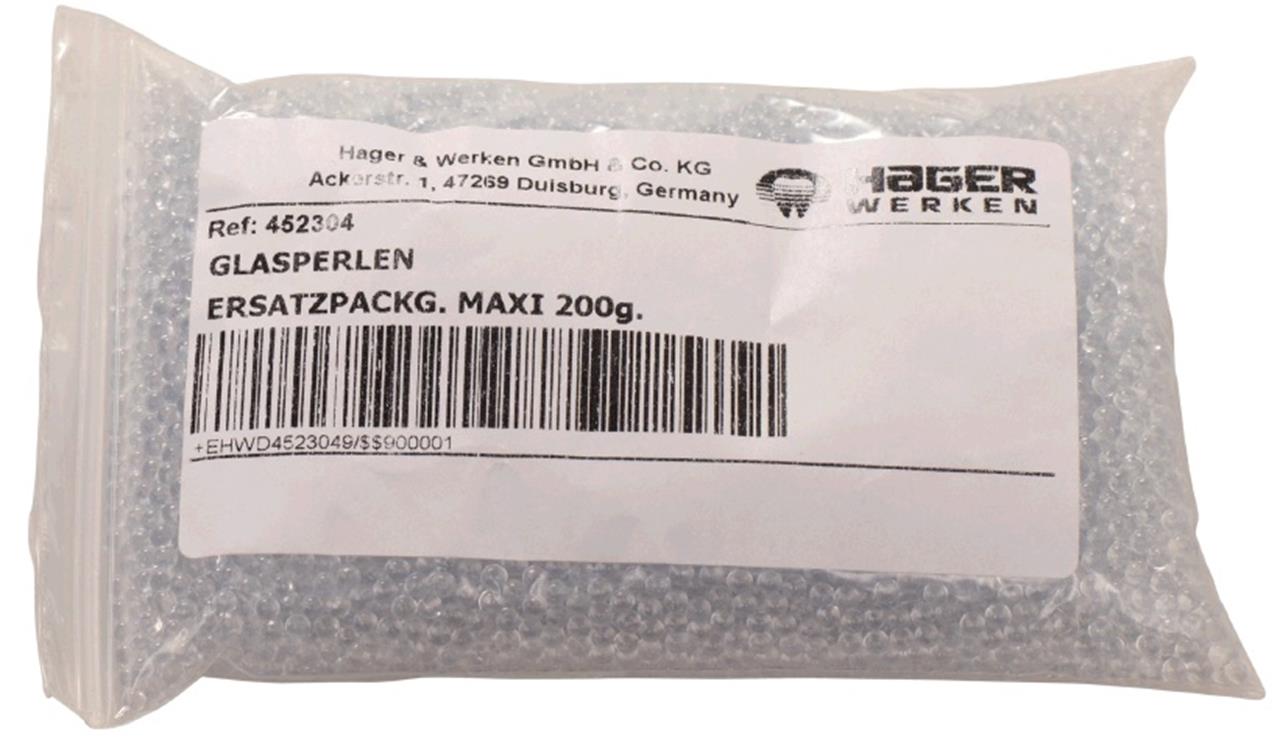 Hager & Werken GmbH & Co. KG
Ackerstr. 1, 47269 Duisburg, Germany
HAGER
WERKEN
Ref: 452304
GLASPERLEN
ERSATZPACKG. MAXI 200g.
+EHWD4523049/$$900001